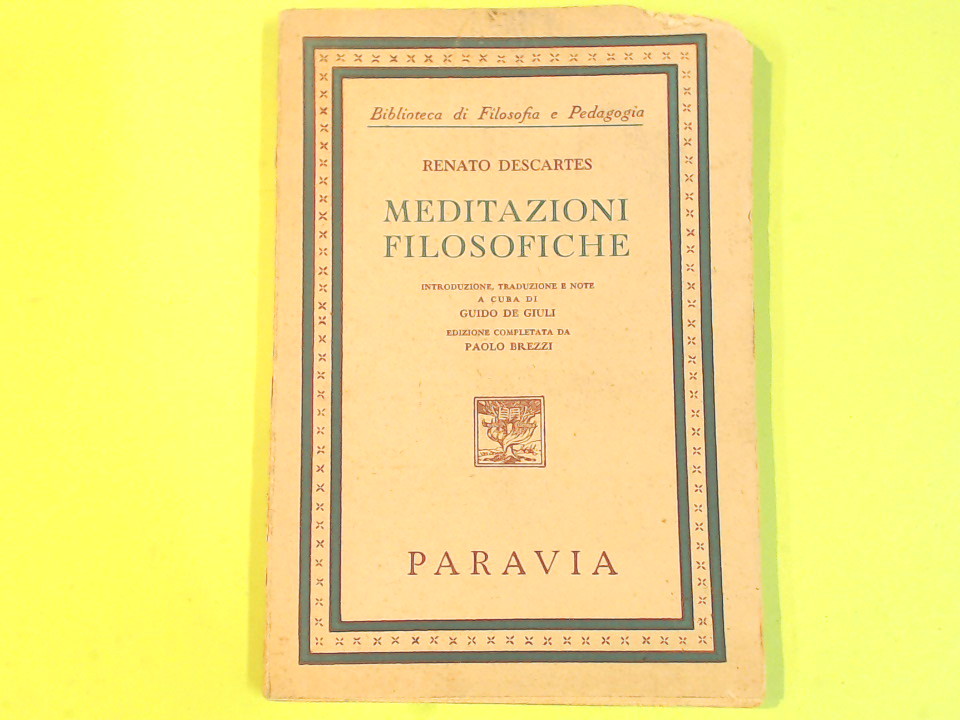 Biblioteca di Filosofia e Pedagogia
RENATO DESCARTES
MEDITAZIONI
FILOSOFICHE
INTRODUZIONE, TRADUZIONE E NOTE
A CURA DI
GUIDO DE GIULI
EDIZIONE COMPLETATA DA
PAOLO BREZZI
PARAVIA